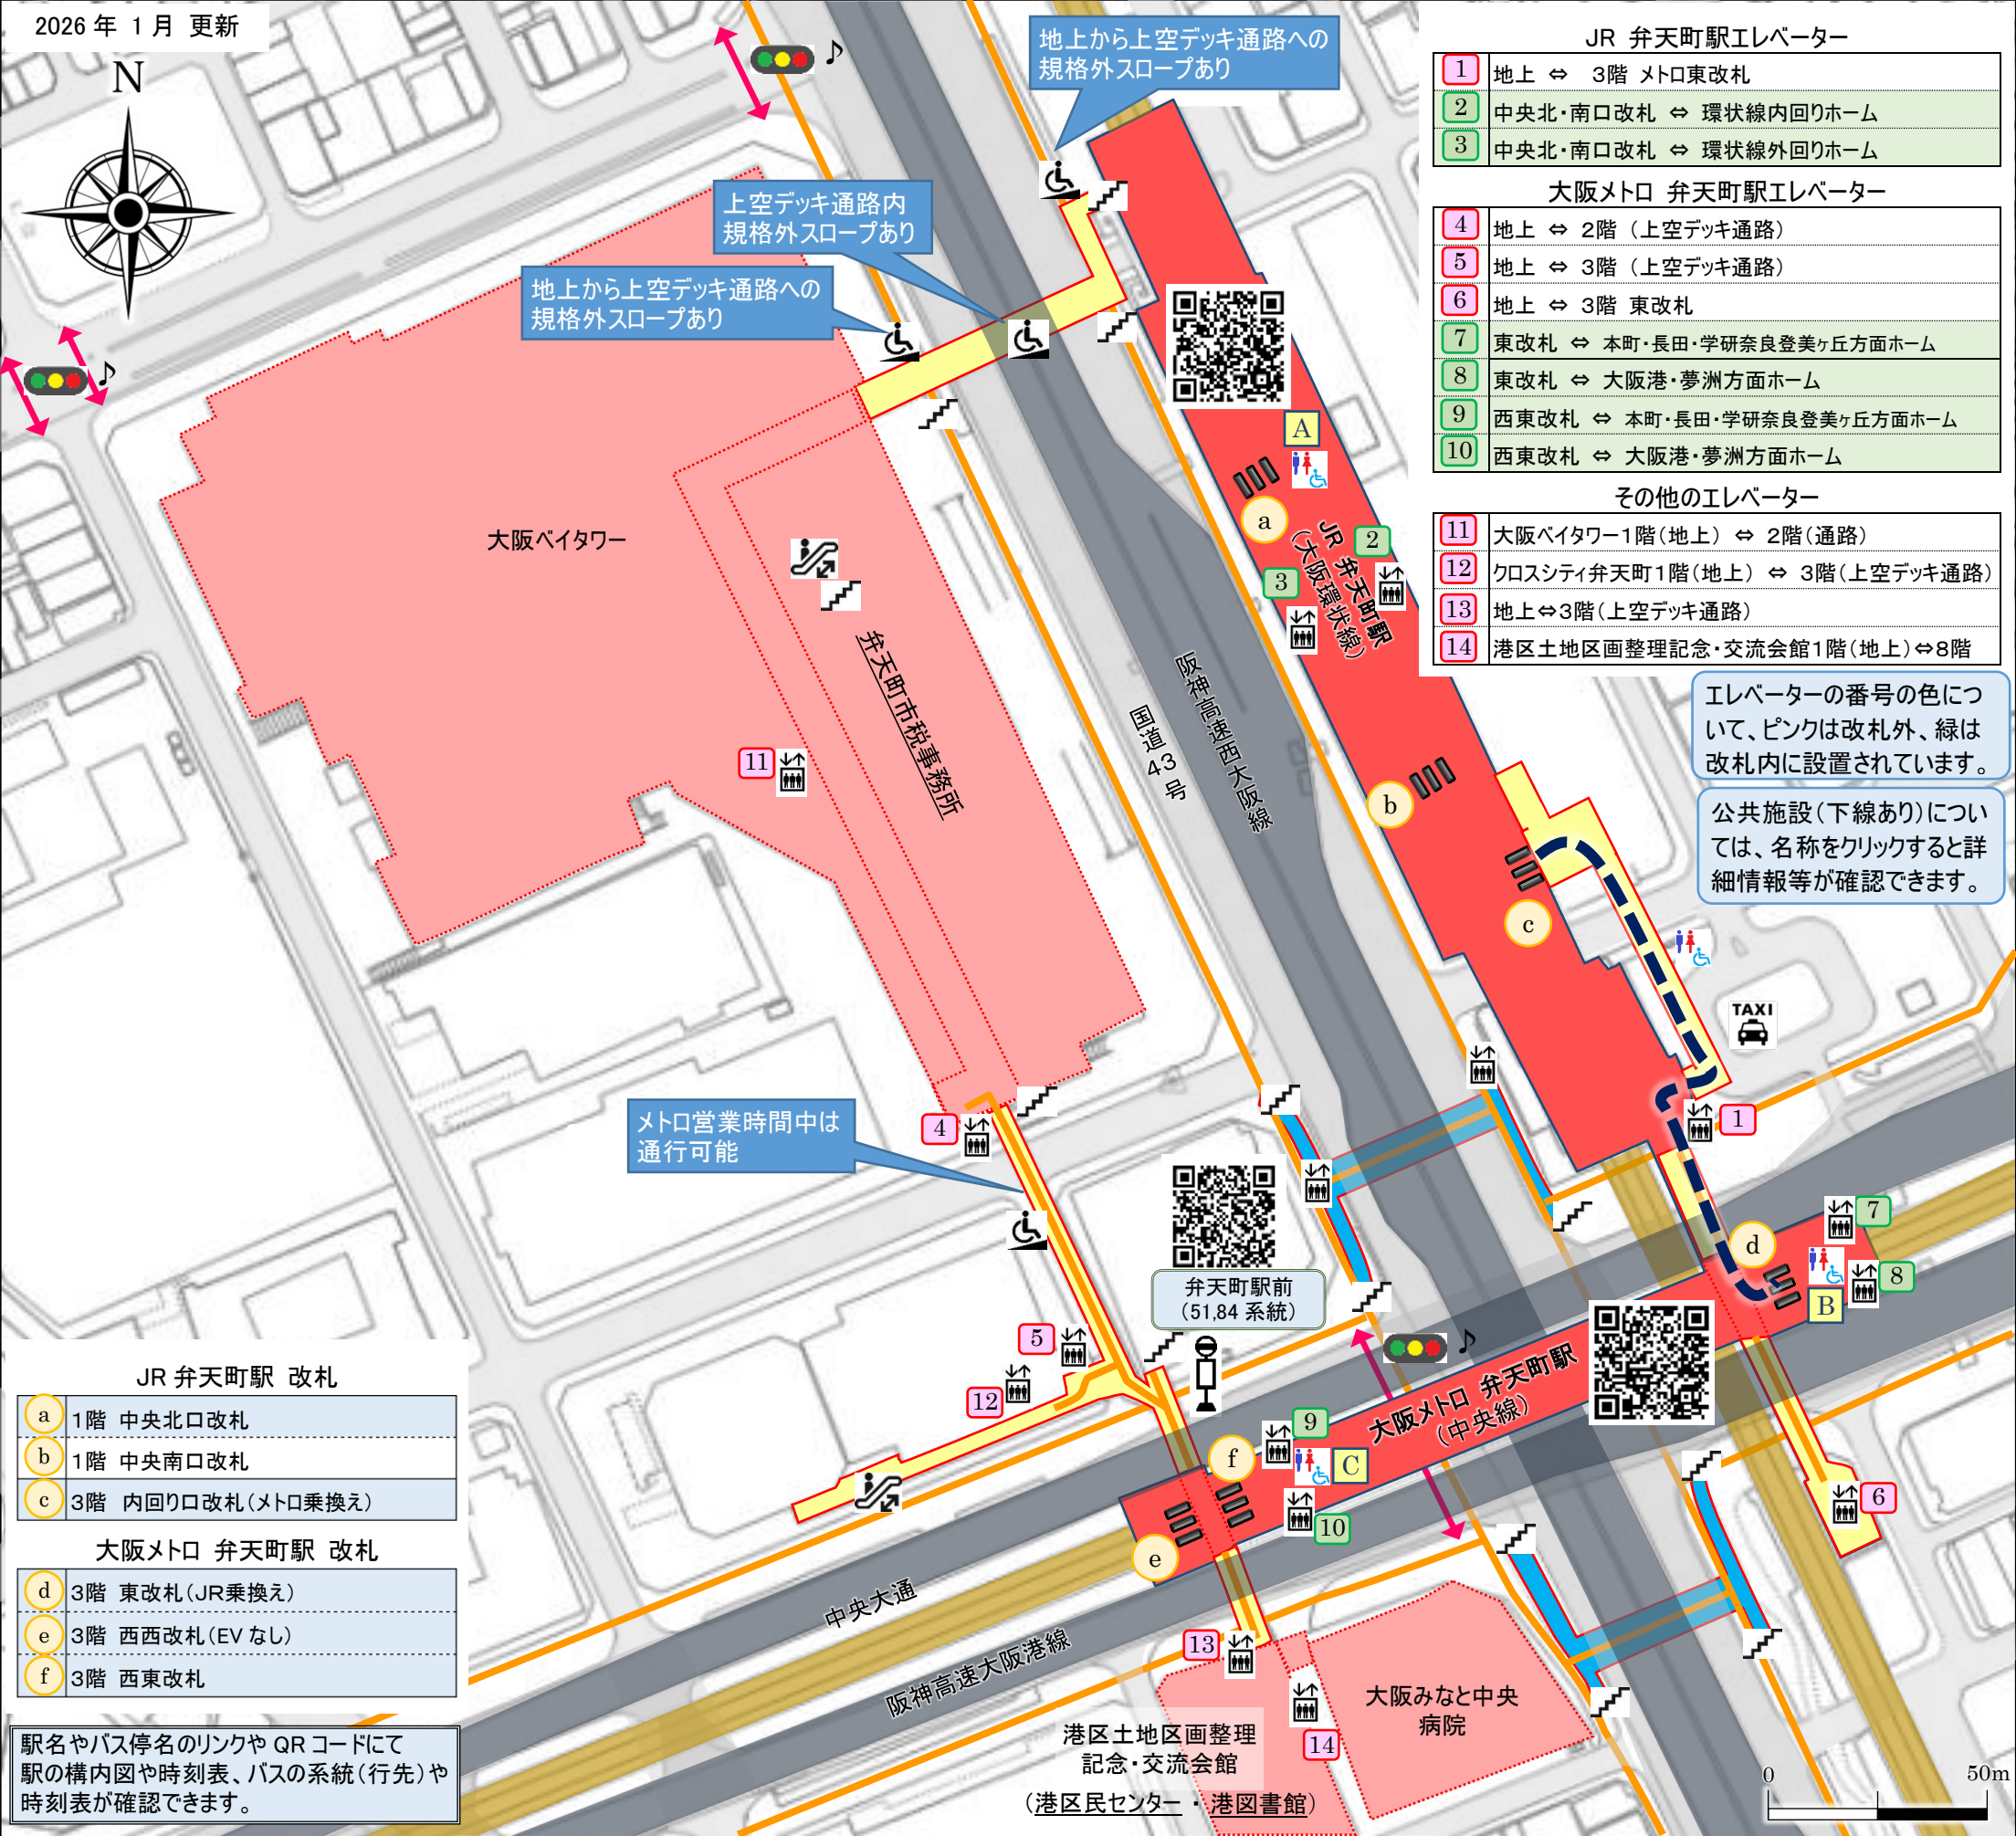 2026 年 1 月 更新
N
♪
地上から上空デッキ通路への
規格外スロープあり
上空デッキ通路内
規格外スロープあり
地上から上空デッキ通路への
規格外スロープあり
♪
JR 弁天町駅エレベーター
1 地上 ⇔ 3階 メトロ東改札
2 中央北・南口改札 ⇔ 環状線内回りホーム
3 中央北・南口改札 ⇔ 環状線外回りホーム
大阪メトロ 弁天町駅エレベーター
4 地上 ⇔ 2階 (上空デッキ通路)
5 地上 ⇔ 3階 (上空デッキ通路)
6 地上 ⇔ 3階 東改札
7 東改札 ⇔ 本町・長田・学研奈良登美ヶ丘方面ホーム
8 東改札 ⇔ 大阪港・夢洲方面ホーム
9 西東改札 ⇔ 本町・長田・学研奈良登美ヶ丘方面ホーム
10 西東改札 ⇔ 大阪港・夢洲方面ホーム
その他のエレベーター
11 大阪ベイタワー1階(地上) ⇔ 2階(通路)
12 クロスシティ弁天町1階(地上) ⇔ 3階(上空デッキ通路)
13 地上⇔3階(上空デッキ通路)
14 港区土地区画整理記念・交流会館1階(地上)⇔8階
エレベーターの番号の色につ
いて、ピンクは改札外、緑は
改札内に設置されています。
公共施設(下線あり)につい
ては、名称をクリックすると詳
細情報等が確認できます。
A
a
2
3
JR 弁天町駅
(大阪環状線)
大阪ベイタワー
弁天町市税事務所
11
国道43号
阪神高速西大阪線
b
c
TAXI
1
メトロ営業時間中は
通行可能
4
弁天町駅前
(51,84 系統)
7
d
8
B
5
12
♪
大阪メトロ 弁天町駅
(中央線)
9
f
C
10
e
6
中央大通
阪神高速大阪港線
13
14
大阪みなと中央
病院
港区土地区画整理
記念・交流会館
(港区民センター ・ 港図書館)
JR 弁天町駅 改札
a 1階 中央北口改札
b 1階 中央南口改札
c 3階 内回り口改札(メトロ乗換え)
大阪メトロ 弁天町駅 改札
d 3階 東改札(JR乗換え)
e 3階 西西改札(EV なし)
f 3階 西東改札
駅名やバス停名のリンクや QR コードにて
駅の構内図や時刻表、バスの系統(行先)や
時刻表が確認できます。
0 50m